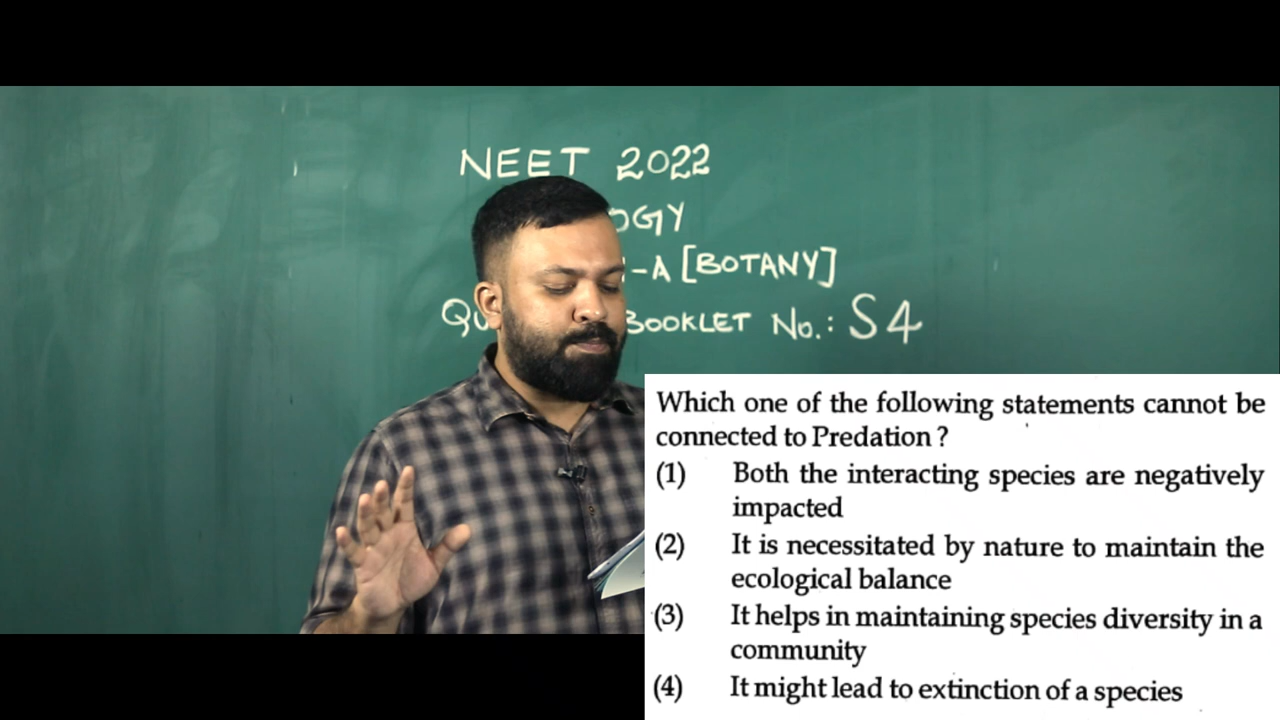 NEET 2022
OGY
-A [BOTANY]
QU BOOKLET No.: S4
Which one of the following statements cannot be
connected to Predation ?
(1) Both the interacting species are negatively
impacted
(2) It is necessitated by nature to maintain the
ecological balance
(3) It helps in maintaining species diversity in a
community
(4) It might lead to extinction of a species